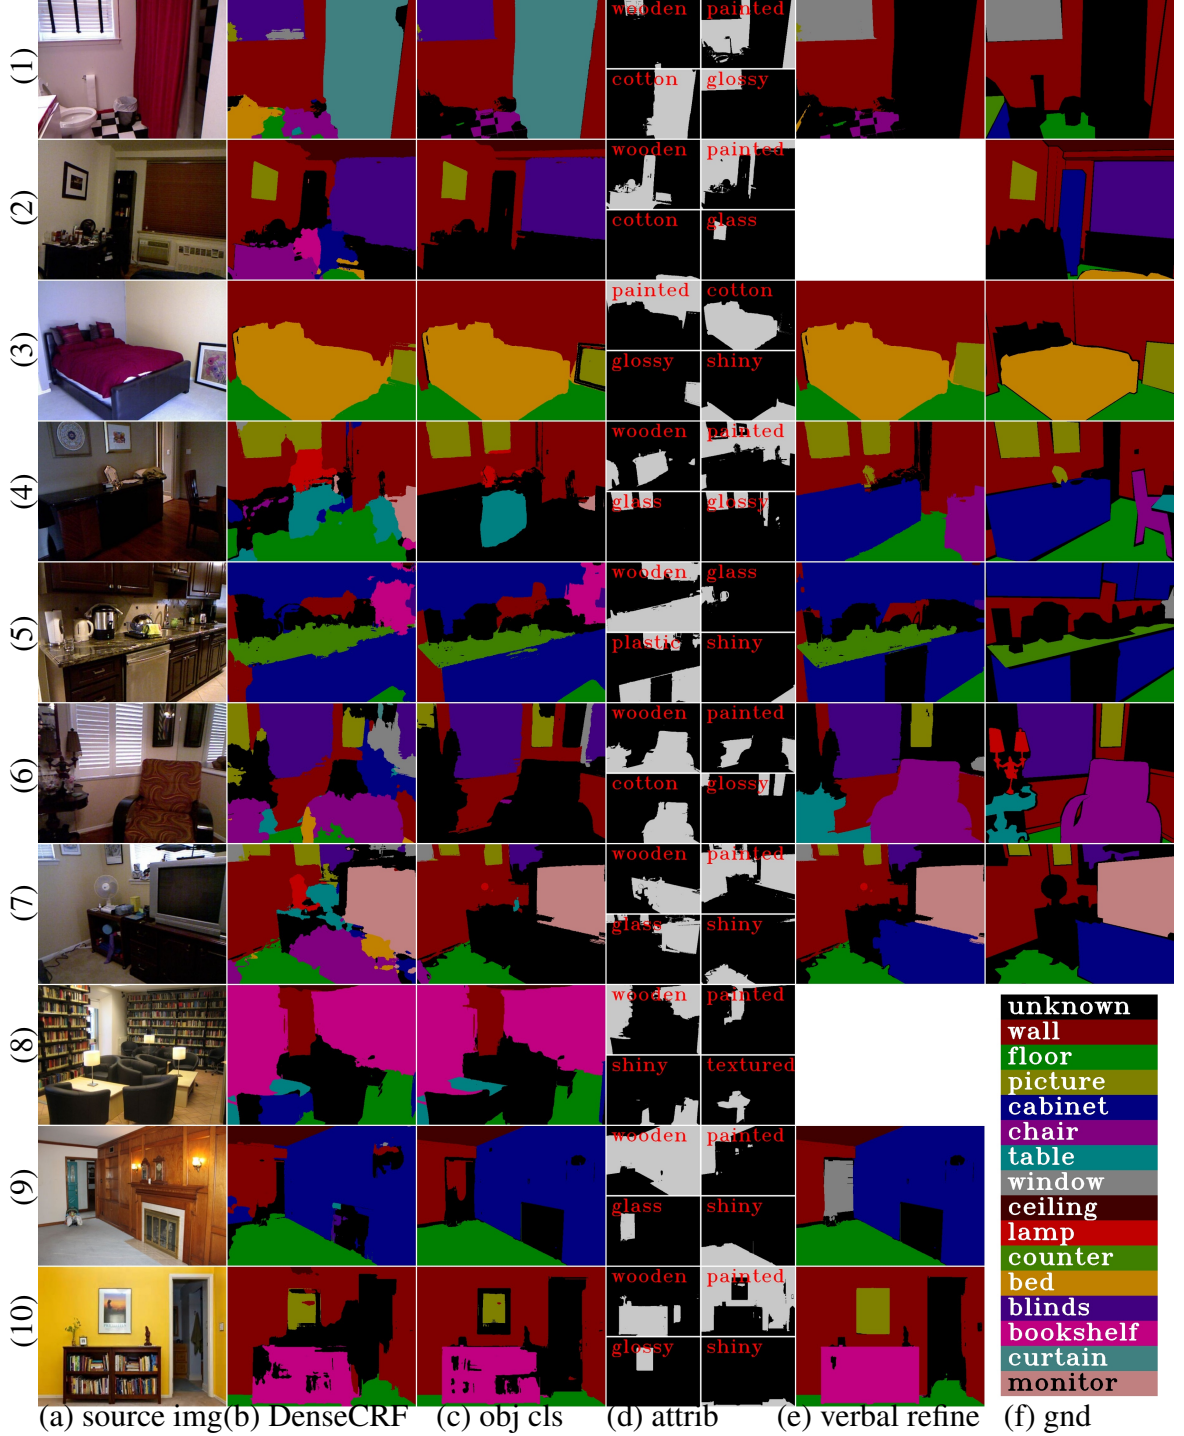 (1)
wooden painted
cotton glossy
(2)
wooden painted
cotton glass
(3)
painted cotton
glossy shiny
(4)
wooden painted
glass glossy
(5)
wooden glass
plastic shiny
(6)
wooden painted
cotton glossy
(7)
wooden painted
glass shiny
(8)
wooden painted
shiny textured
(9)
wooden painted
glass shiny
(10)
wooden painted
glossy shiny
unknown
wall
floor
picture
cabinet
chair
table
window
ceiling
lamp
counter
bed
blinds
bookshelf
curtain
monitor
(a) source img (b) DenseCRF (c) obj cls (d) attrib (e) verbal refine (f) gnd